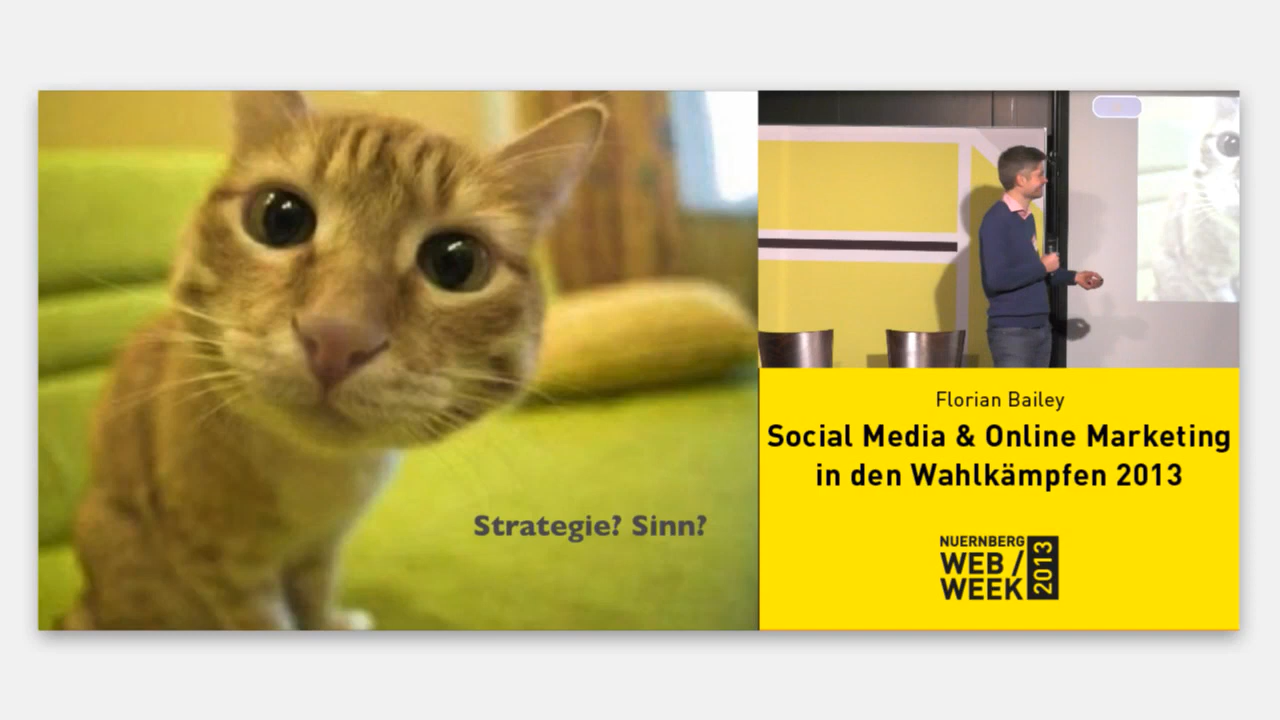 Strategie? Sinn?
Florian Bailey
Social Media & Online Marketing
in den Wahlkämpfen 2013
NUERNBERG
WEB /
WEEK
2013